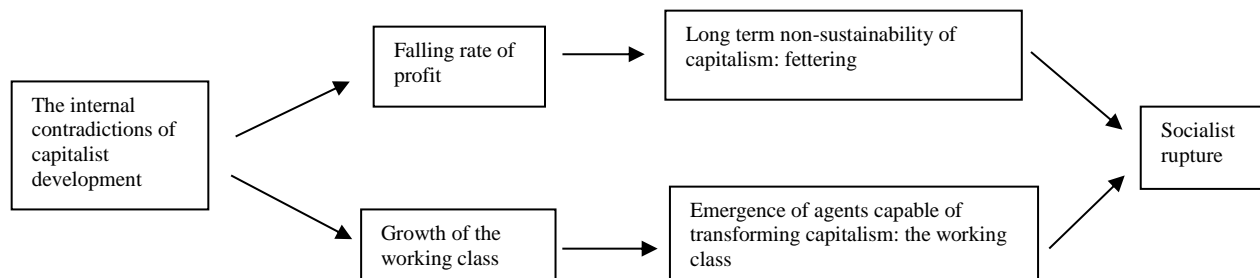 The internal
contradictions of
capitalist
development
Falling rate of
profit
Long term non-sustainability of
capitalism: fettering
Growth of the
working class
Emergence of agents capable of
transforming capitalism: the working
class
Socialist
rupture